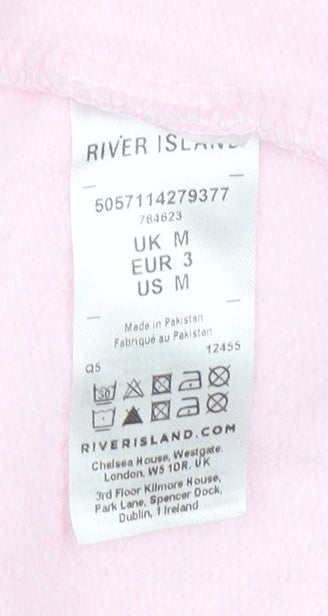 RIVER ISLAND
5057114279377
784623
UK M
EUR 3
US M
Made in Pakistan
Fabriqué au Pakistan
12455
Q5
30
RIVERISLAND.COM
Chelsea House, Westgate.
London. W5 1DR. UK
3rd Floor Kilmore House,
Park Lane, Spencer Dock,
Dublin, 1 Ireland